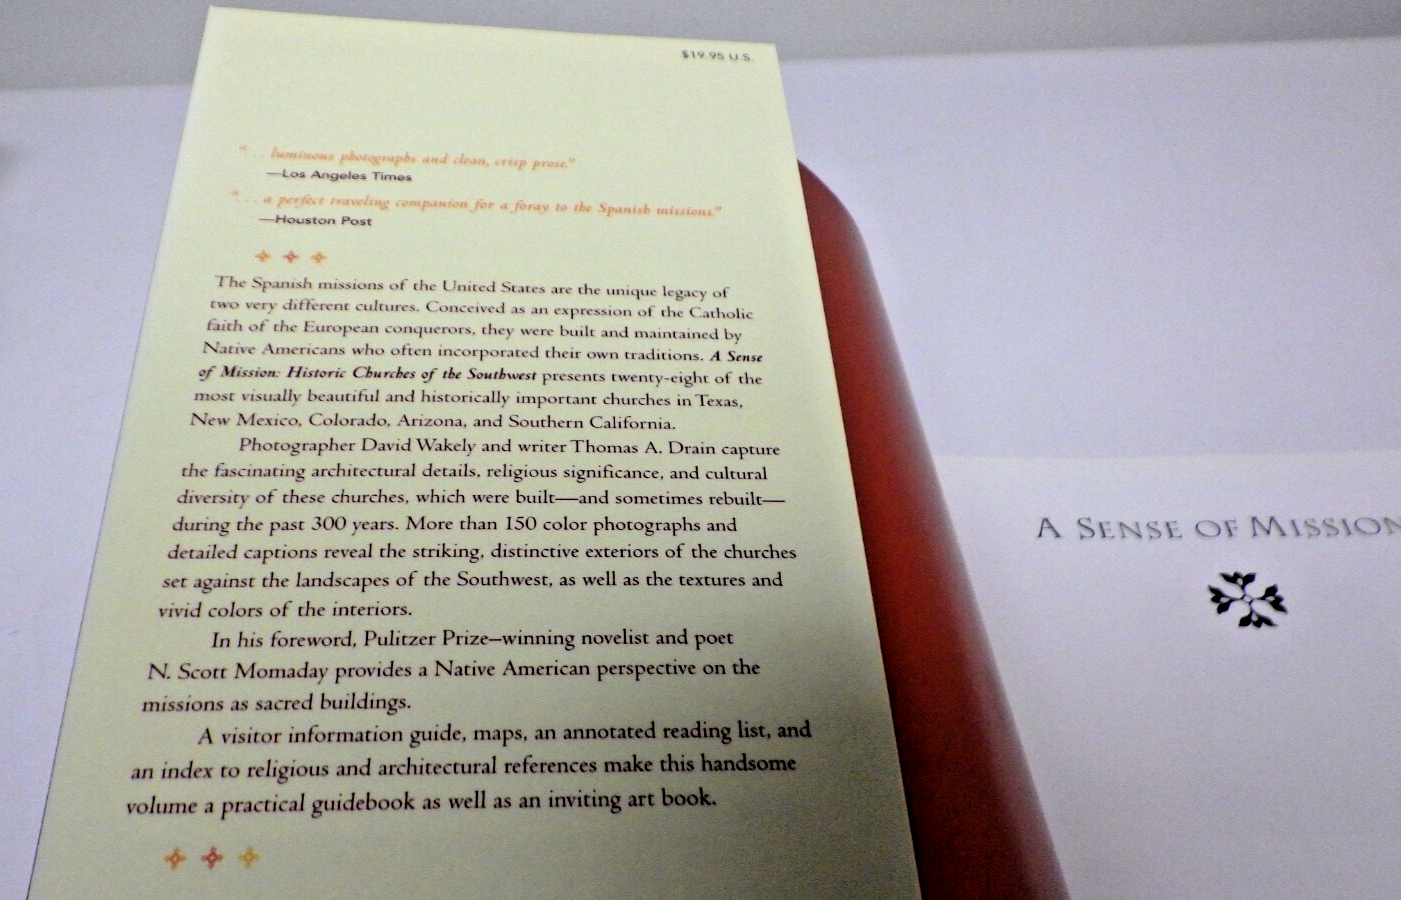 $19.95 U.S.
". . . luminous photographs and clean, crisp prose."
—Los Angeles Times
". . . a perfect traveling companion for a foray to the Spanish missions."
—Houston Post
The Spanish missions of the United States are the unique legacy of
two very different cultures. Conceived as an expression of the Catholic
faith of the European conquerors, they were built and maintained by
Native Americans who often incorporated their own traditions. A Sense
of Mission: Historic Churches of the Southwest presents twenty-eight of the
most visually beautiful and historically important churches in Texas,
New Mexico, Colorado, Arizona, and Southern California.
Photographer David Wakely and writer Thomas A. Drain capture
the fascinating architectural details, religious significance, and cultural
diversity of these churches, which were built—and sometimes rebuilt—
during the past 300 years. More than 150 color photographs and
detailed captions reveal the striking, distinctive exteriors of the churches
set against the landscapes of the Southwest, as well as the textures and
vivid colors of the interiors.
In his foreword, Pulitzer Prize–winning novelist and poet
N. Scott Momaday provides a Native American perspective on the
missions as sacred buildings.
A visitor information guide, maps, an annotated reading list, and
an index to religious and architectural references make this handsome
volume a practical guidebook as well as an inviting art book.
A SENSE OF MISSION